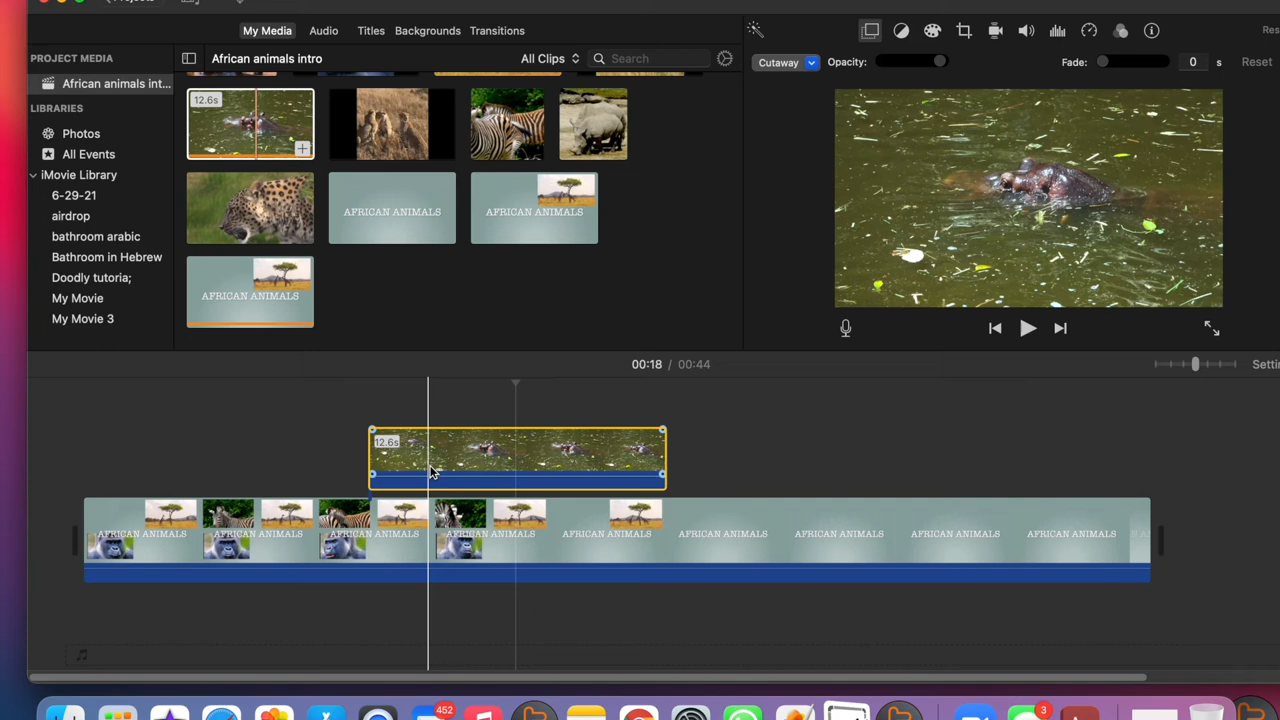 Projects
My Media Audio Titles Backgrounds Transitions
Res
PROJECT MEDIA African animals intro All Clips Search
Cutaway Opacity: Fade: 0 s Reset
African animals int...
LIBRARIES
Photos
All Events
iMovie Library
6-29-21
airdrop
bathroom arabic
Bathroom in Hebrew
Doodly tutoria;
My Movie
My Movie 3
12.6s
AFRICAN ANIMALS AFRICAN ANIMALS
AFRICAN ANIMALS
00:18 / 00:44
Settin
12.6s
AFRICAN ANIMALS AFRICAN ANIMALS AFRICAN ANIMALS AFRICAN ANIMALS AFRICAN ANIMALS AFRICAN ANIMALS AFRICAN ANIMALS AFRICAN ANIMALS AFRICAN ANIMALS
452
3